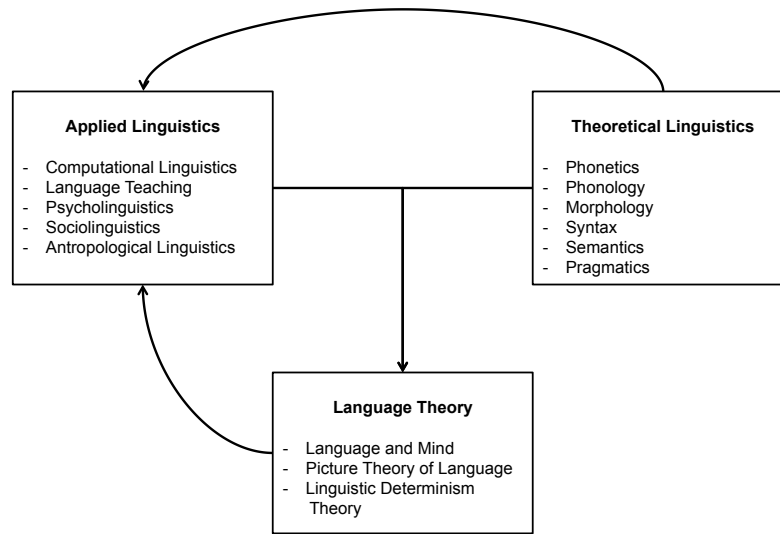 Applied Linguistics
- Computational Linguistics
- Language Teaching
- Psycholinguistics
- Sociolinguistics
- Antropological Linguistics
Theoretical Linguistics
- Phonetics
- Phonology
- Morphology
- Syntax
- Semantics
- Pragmatics
Language Theory
- Language and Mind
- Picture Theory of Language
- Linguistic Determinism
Theory